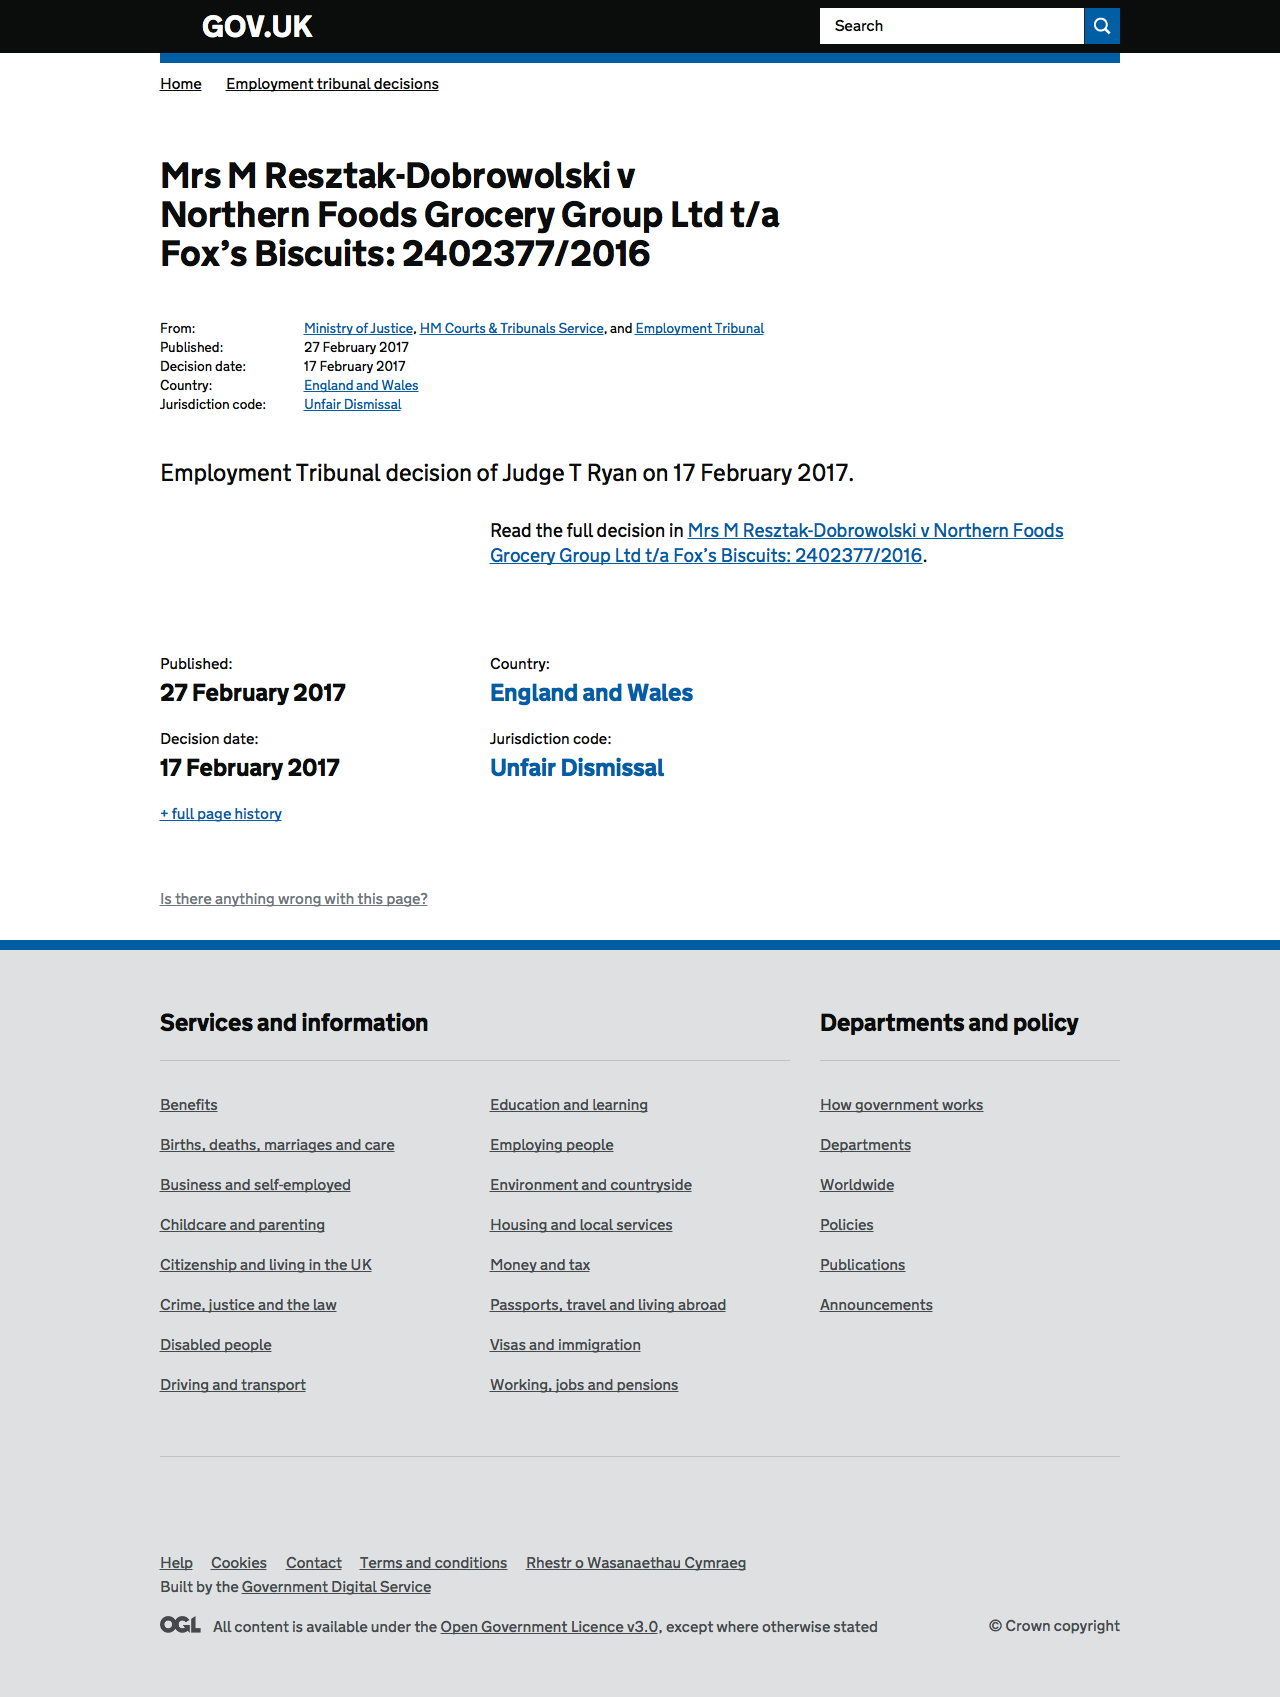 GOV.UK
Search
Home Employment tribunal decisions
Mrs M Resztak-Dobrowolski v
Northern Foods Grocery Group Ltd t/a
Fox’s Biscuits: 2402377/2016
From: Ministry of Justice, HM Courts & Tribunals Service, and Employment Tribunal
Published: 27 February 2017
Decision date: 17 February 2017
Country: England and Wales
Jurisdiction code: Unfair Dismissal
Employment Tribunal decision of Judge T Ryan on 17 February 2017.
Read the full decision in Mrs M Resztak-Dobrowolski v Northern Foods
Grocery Group Ltd t/a Fox’s Biscuits: 2402377/2016.
Published: Country:
27 February 2017 England and Wales
Decision date: Jurisdiction code:
17 February 2017 Unfair Dismissal
+ full page history
Is there anything wrong with this page?
Services and information
Benefits
Births, deaths, marriages and care
Business and self-employed
Childcare and parenting
Citizenship and living in the UK
Crime, justice and the law
Disabled people
Driving and transport
Education and learning
Employing people
Environment and countryside
Housing and local services
Money and tax
Passports, travel and living abroad
Visas and immigration
Working, jobs and pensions
Departments and policy
How government works
Departments
Worldwide
Policies
Publications
Announcements
Help Cookies Contact Terms and conditions Rhestr o Wasanaethau Cymraeg
Built by the Government Digital Service
OGL All content is available under the Open Government Licence v3.0, except where otherwise stated
© Crown copyright